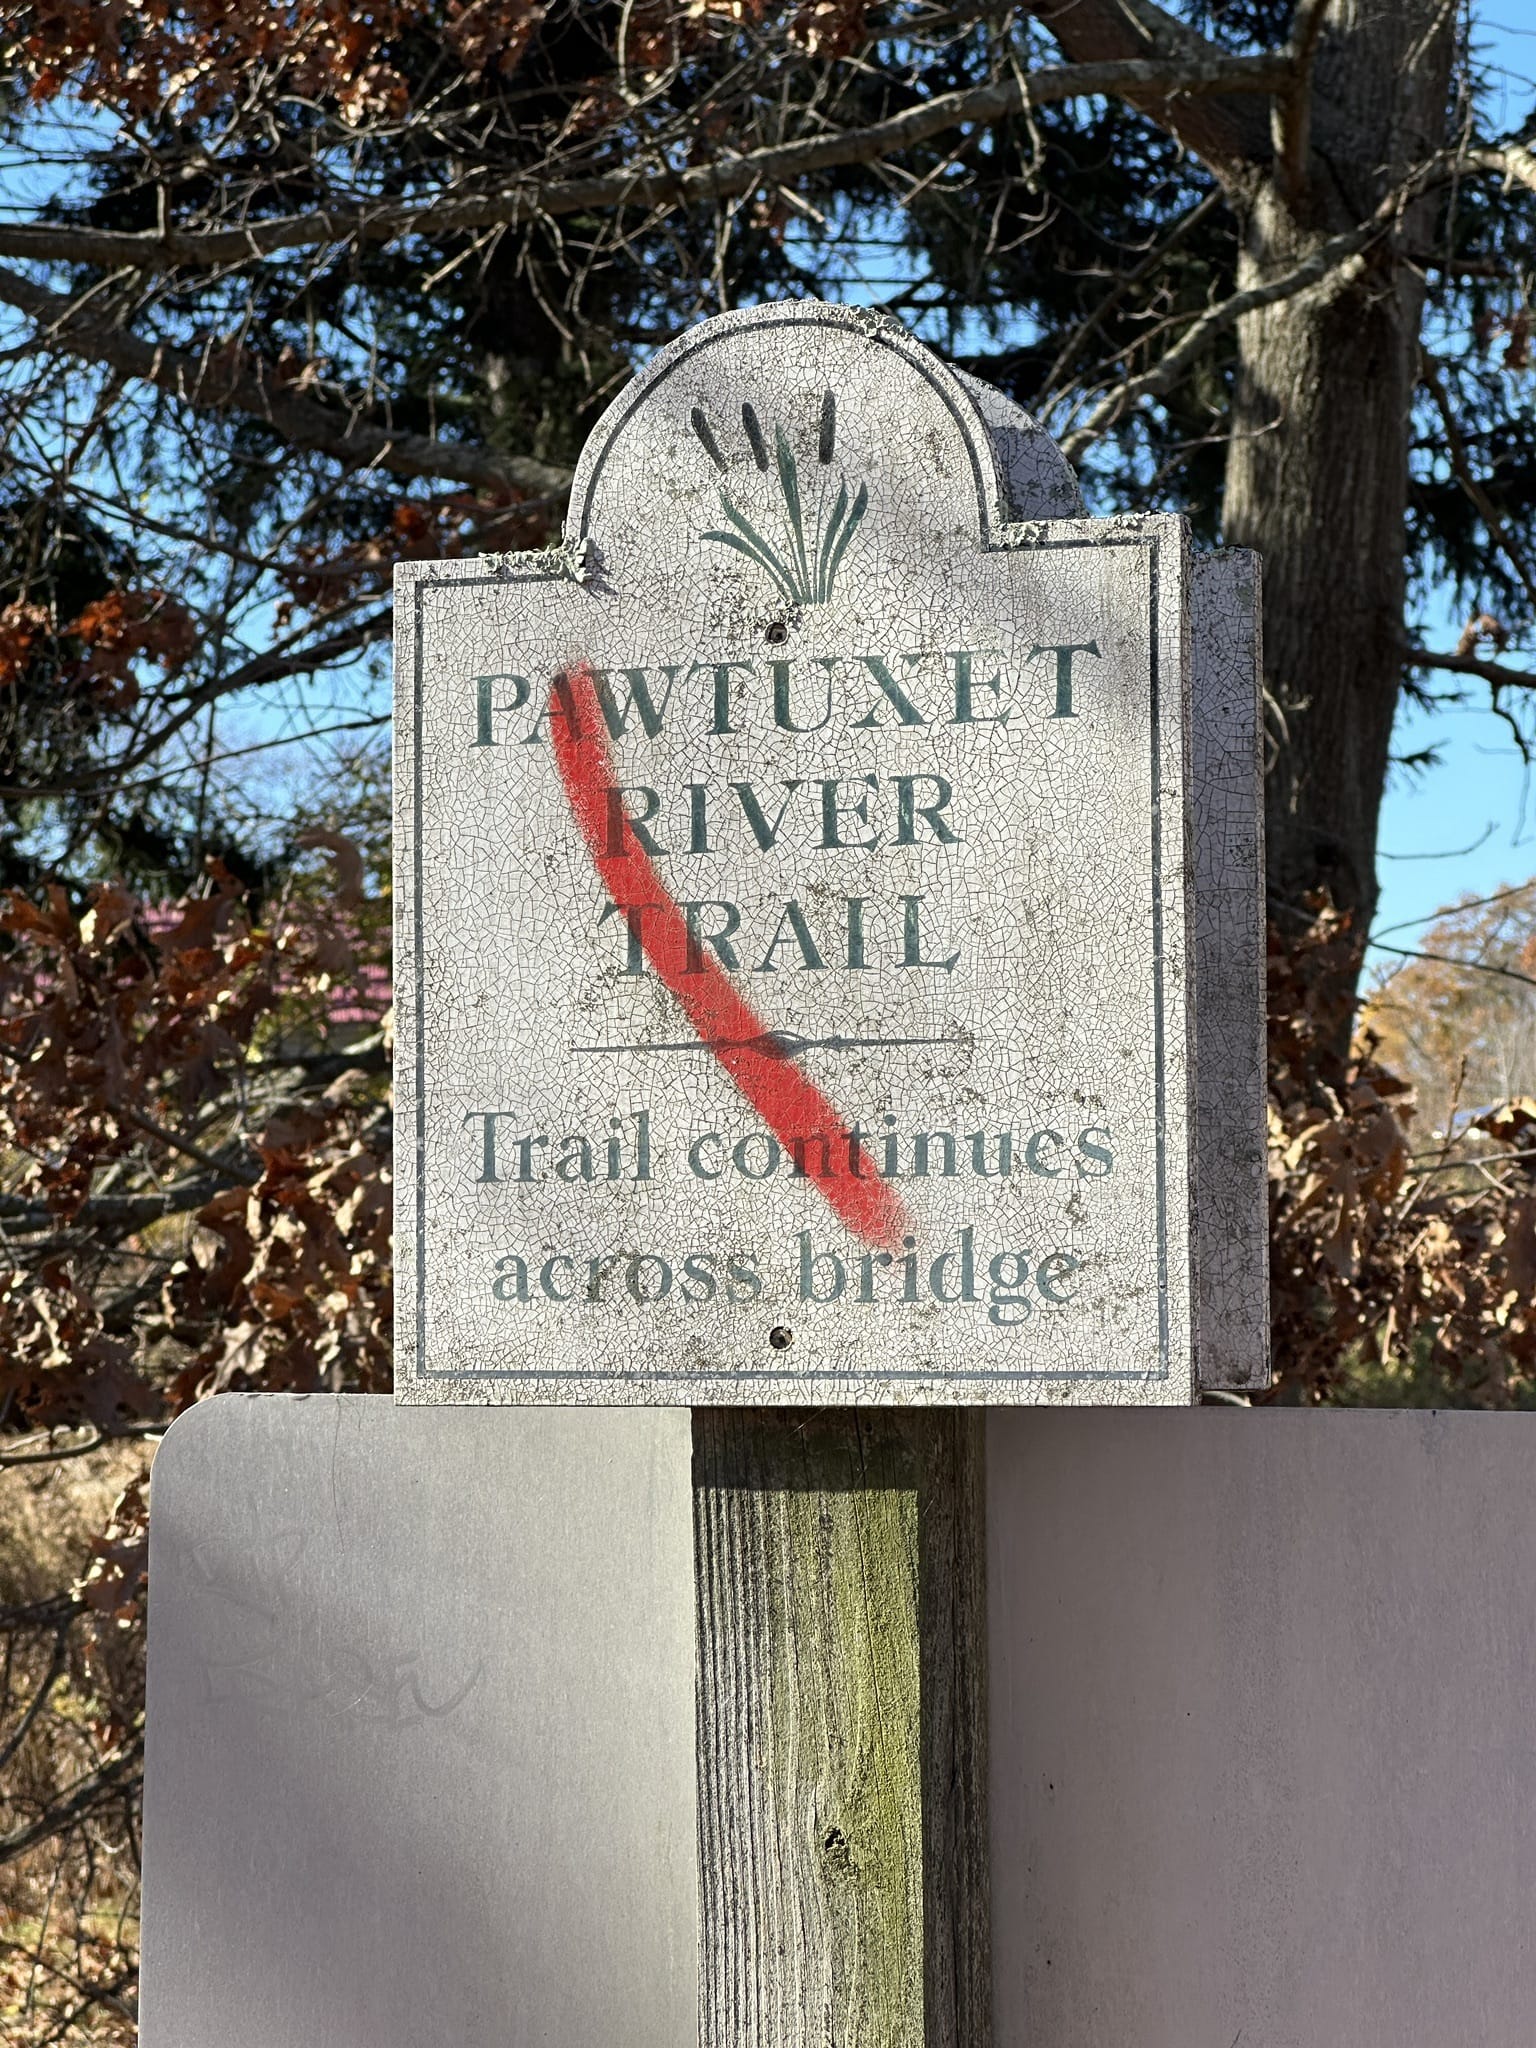 PAWTUXET
RIVER
TRAIL
Trail continues
across bridge